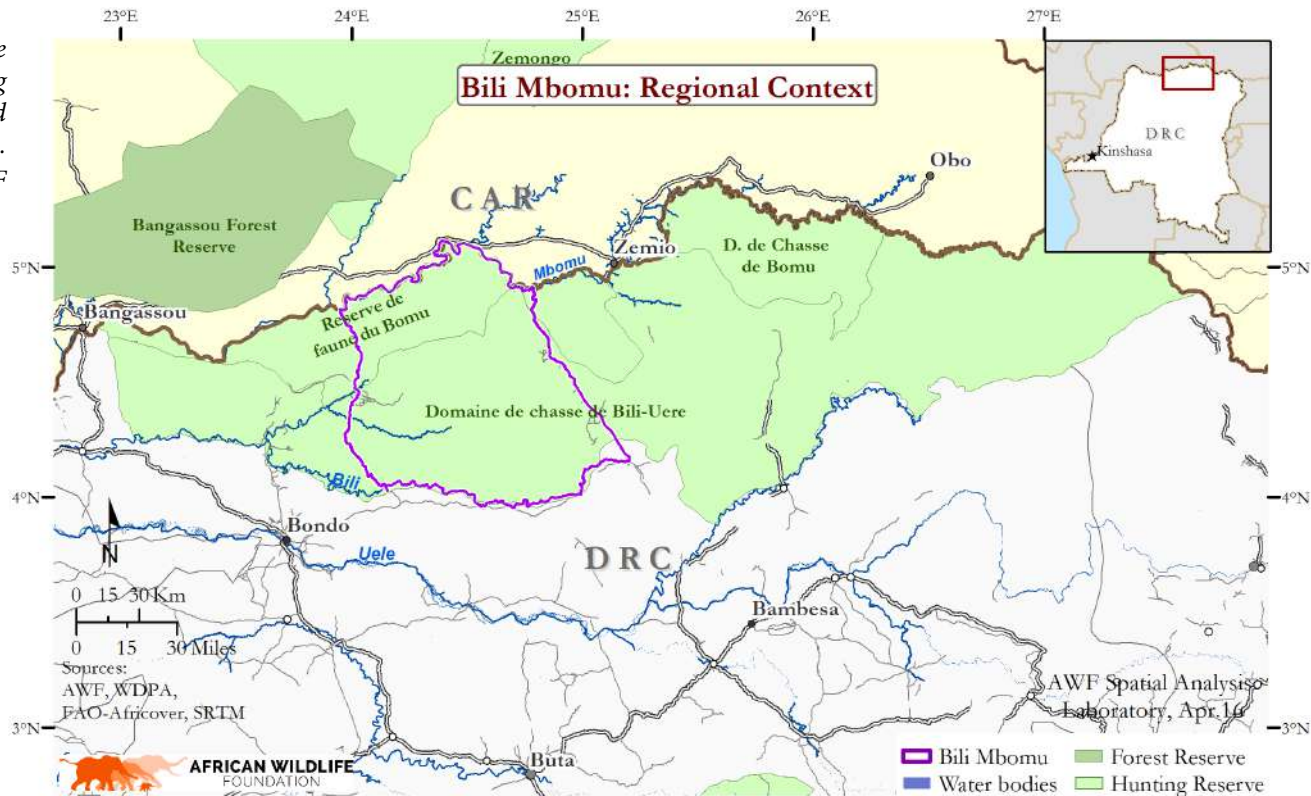 23°E
24°E
25°E
26°E
27°E
e
g
d
.
F
Zemongo
Bili Mbomu: Regional Context
DRC
Kinshasa
Obo
CAR
Bangassou Forest
Reserve
Zemio
D. de Chasse
de Bomu
5°N
5°N
Mbomu
Bangassou
Reserve de
faune du Bomu
Domaine de chasse de Bili-Uere
Bili
4°N
4°N
N
Bondo
Uele
DRC
0 15 30 Km
Bambesa
0 15 30 Miles
Sources:
AWF, WDPA,
FAO-Africover, SRTM
AWF Spatial Analysis
Laboratory, Apr.16
3°N
3°N
AFRICAN WILDLIFE
FOUNDATION
Buta
Bili Mbomu
Forest Reserve
Water bodies
Hunting Reserve